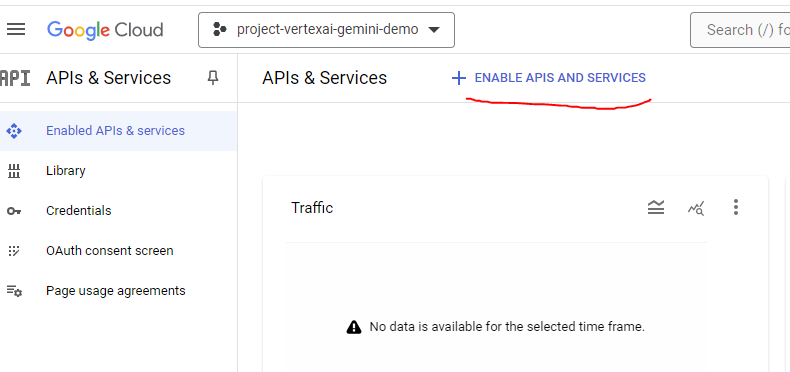 Google Cloud
project-vertexai-gemini-demo
Search (/) fo
API
APIs & Services
APIs & Services
ENABLE APIS AND SERVICES
Enabled APIs & services
Library
Credentials
OAuth consent screen
Page usage agreements
Traffic
No data is available for the selected time frame.